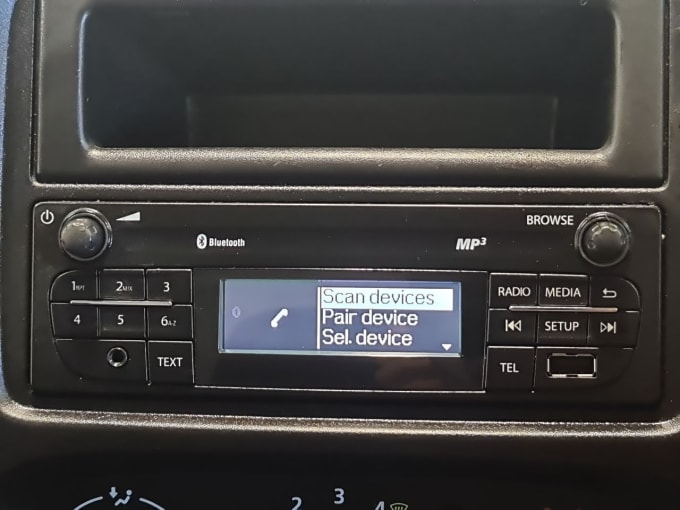 BROWSE
Bluetooth
MP3
1RPT 2MIX 3
4 5 6A-Z
TEXT
Scan devices
Pair device
Sel. device
RADIO MEDIA
SETUP
TEL
2 3 4